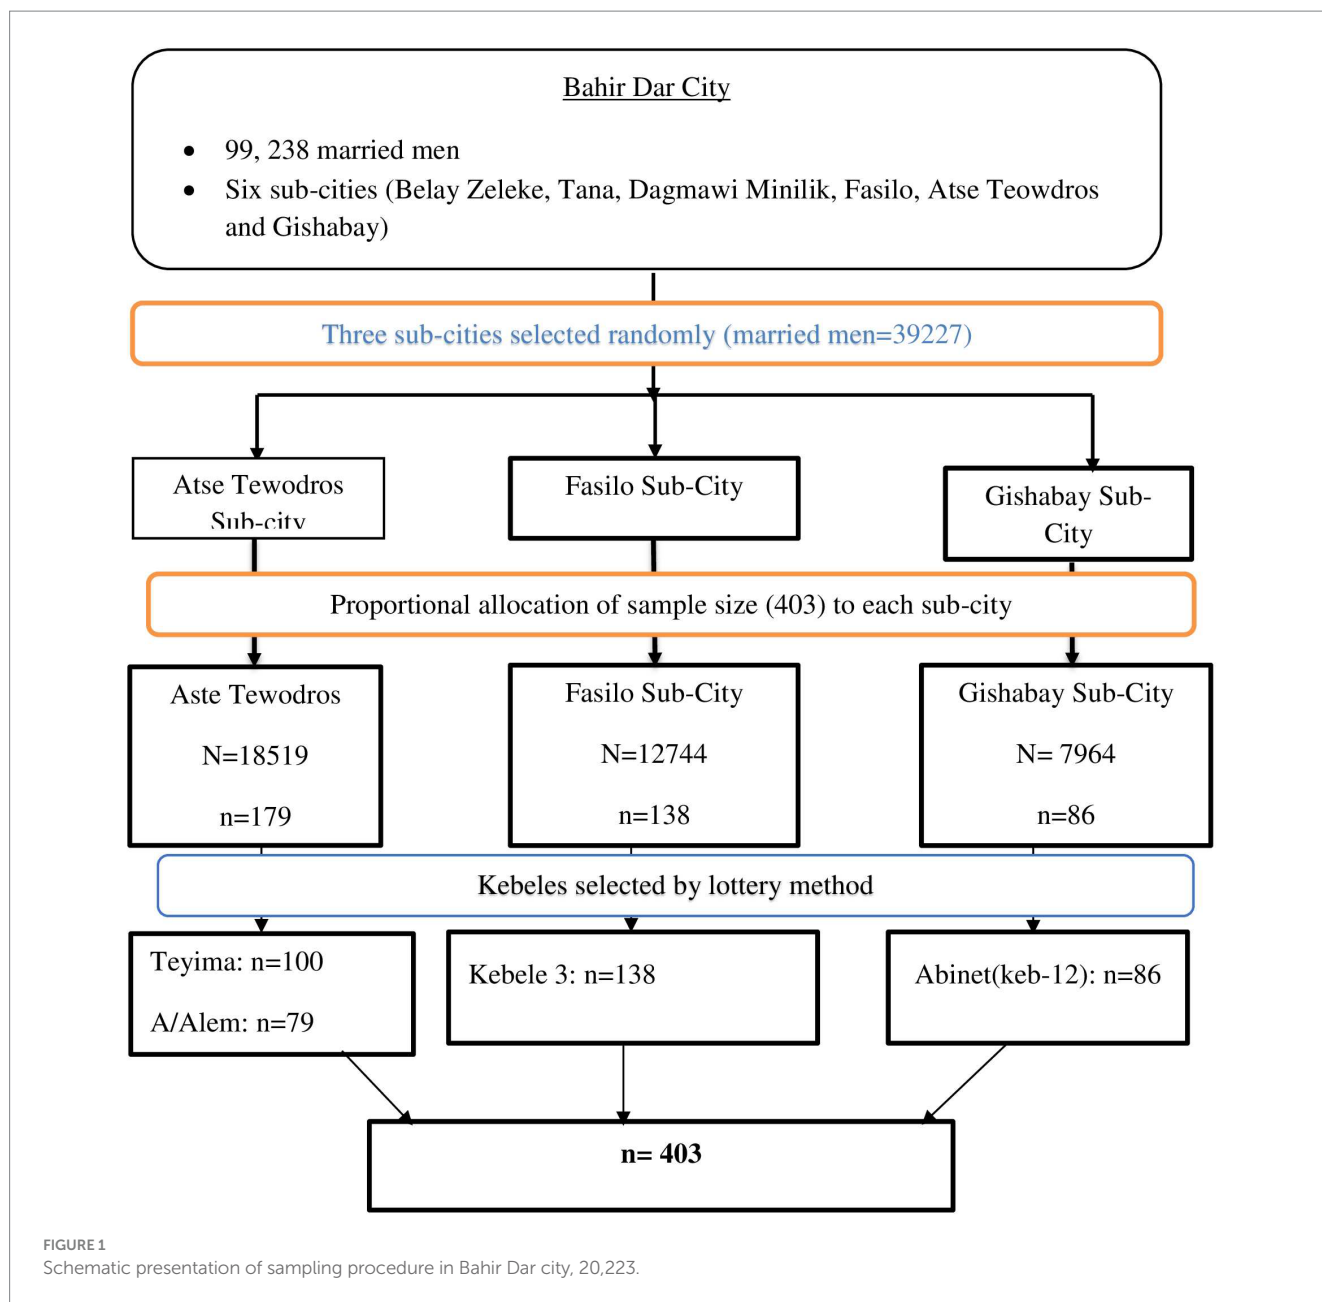 Bahir Dar City
• 99, 238 married men
• Six sub-cities (Belay Zeleke, Tana, Dagmawi Minilik, Fasilo, Atse Teowdros
and Gishabay)
Three sub-cities selected randomly (married men=39227)
Atse Tewodros
Sub-city
Fasilo Sub-City
Gishabay Sub-
City
Proportional allocation of sample size (403) to each sub-city
Aste Tewodros
N=18519
n=179
Fasilo Sub-City
N=12744
n=138
Gishabay Sub-City
N= 7964
n=86
Kebeles selected by lottery method
Teyima: n=100
A/Alem: n=79
Kebele 3: n=138
Abinet(keb-12): n=86
n= 403
FIGURE 1
Schematic presentation of sampling procedure in Bahir Dar city, 20,223.